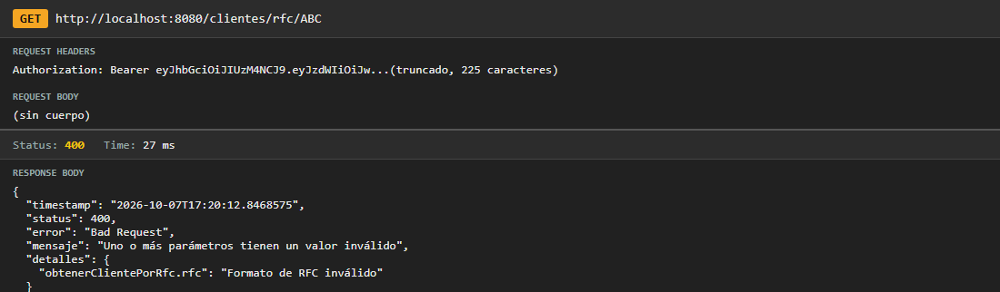 GET http://localhost:8080/clientes/rfc/ABC
REQUEST HEADERS
Authorization: Bearer eyJhbGciOiJIUzM4NCJ9.eyJzdWIiOiJw...(truncado, 225 caracteres)
REQUEST BODY
(sin cuerpo)
Status: 400 Time: 27 ms
RESPONSE BODY
{
  "timestamp": "2026-10-07T17:20:12.8468575",
  "status": 400,
  "error": "Bad Request",
  "mensaje": "Uno o más parámetros tienen un valor inválido",
  "detalles": {
    "obtenerClientePorRfc.rfc": "Formato de RFC inválido"
  }